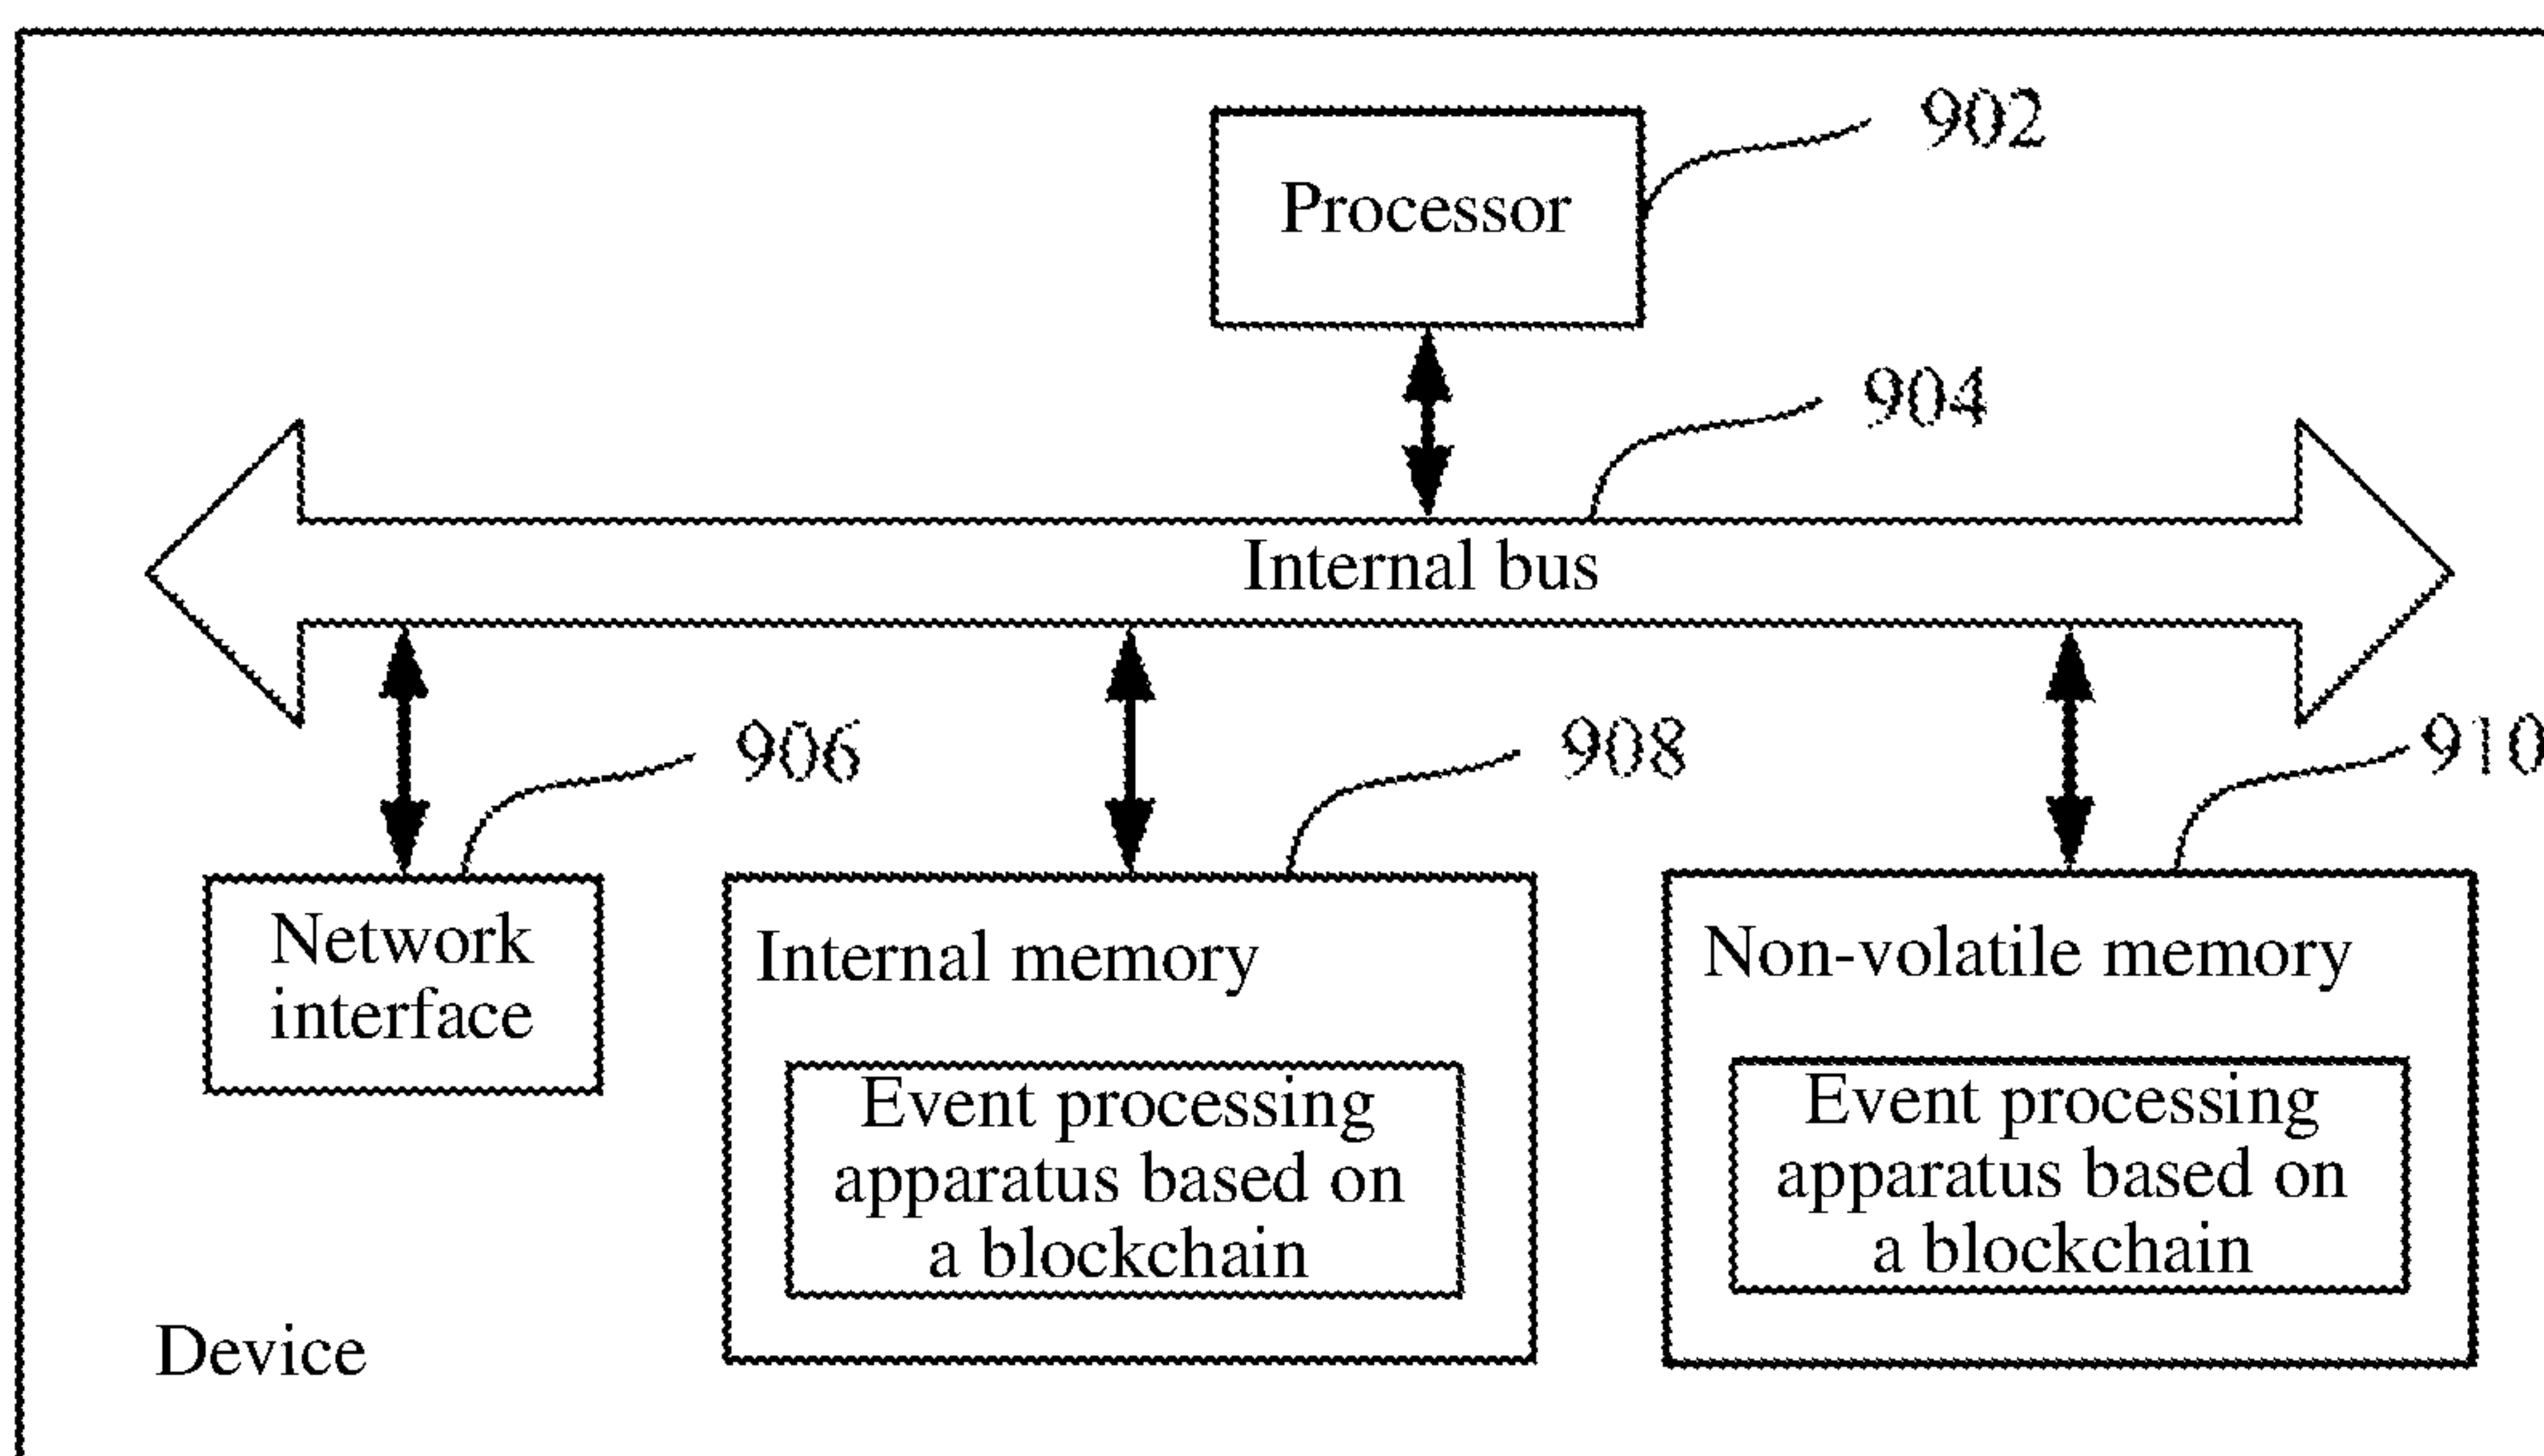 902
Processor
904
Internal bus
906
908
910
Network
interface
Internal memory
Non-volatile memory
Event processing
apparatus based on
a blockchain
Event processing
apparatus based on
a blockchain
Device